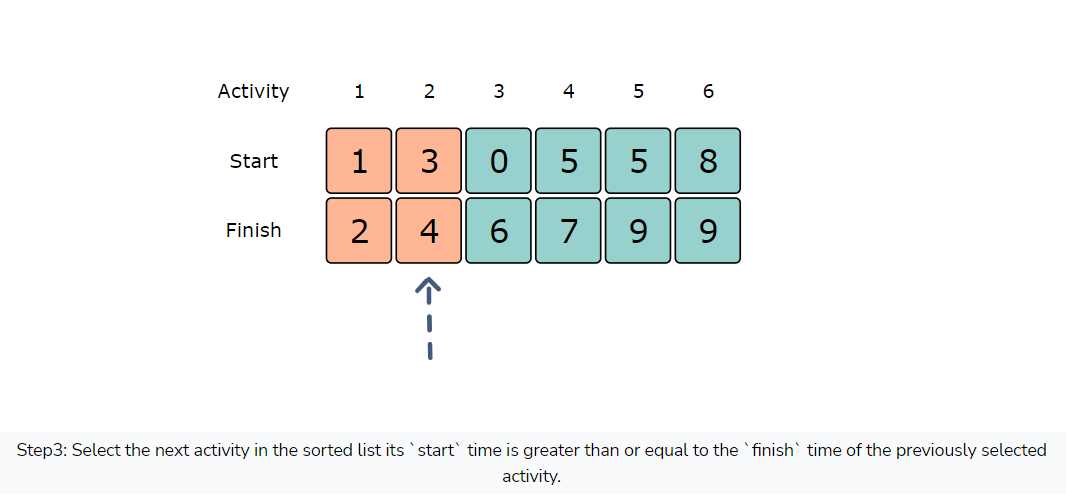 Activity 1 2 3 4 5 6
Start 1 3 0 5 5 8
Finish 2 4 6 7 9 9
Step3: Select the next activity in the sorted list its `start` time is greater than or equal to the `finish` time of the previously selected
activity.